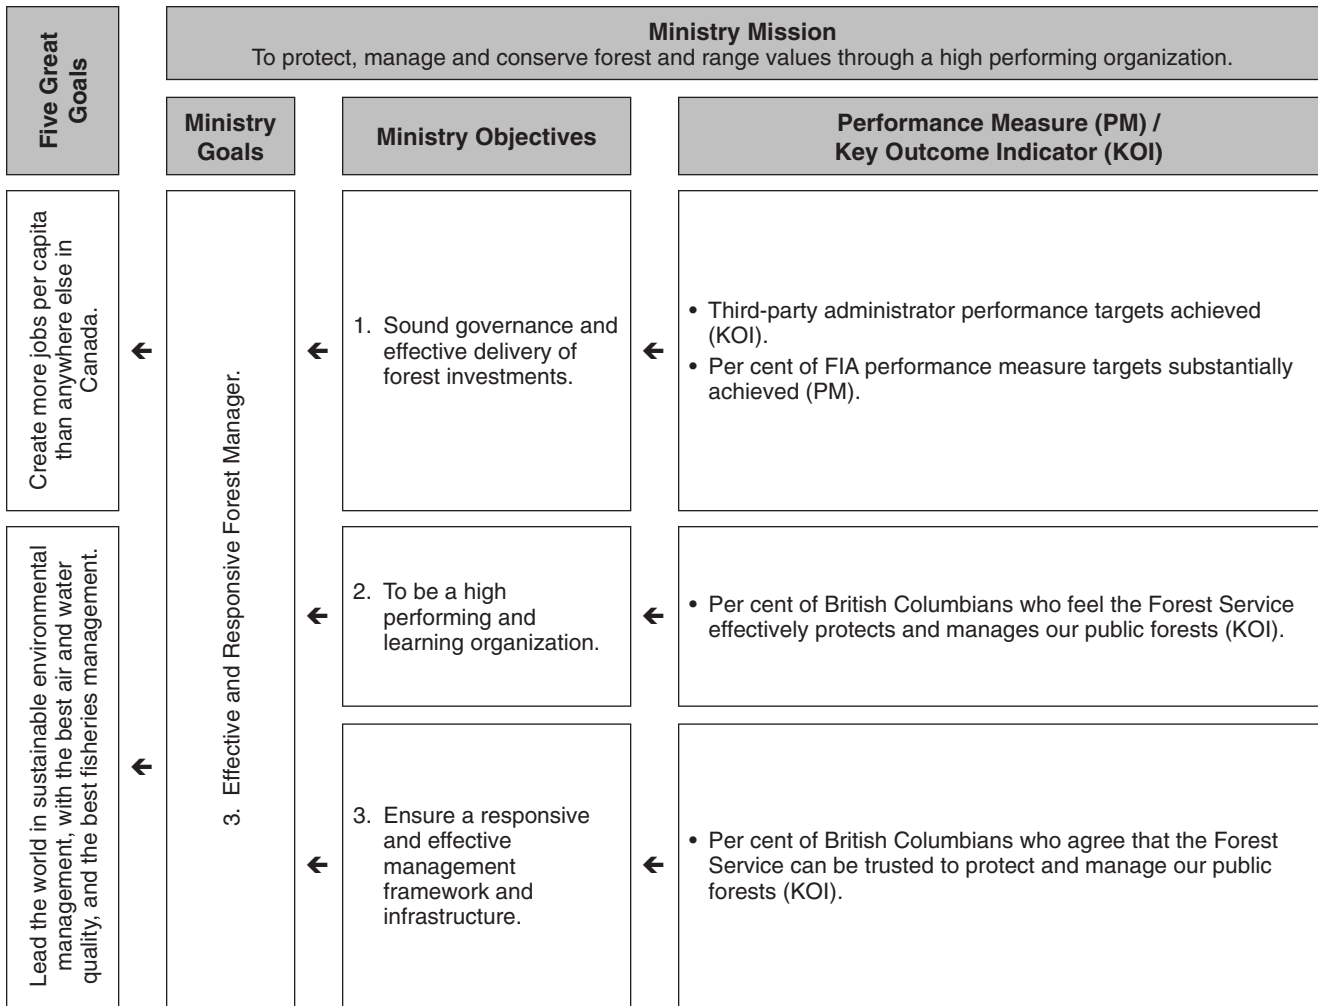 Five Great
Goals
Ministry Mission
To protect, manage and conserve forest and range values through a high performing organization.
Ministry
Goals
Ministry Objectives
Performance Measure (PM) /
Key Outcome Indicator (KOI)
Create more jobs per capita
than anywhere else in
Canada.
Lead the world in sustainable environmental
management, with the best air and water
quality, and the best fisheries management.
3. Effective and Responsive Forest Manager.
1. Sound governance and
effective delivery of
forest investments.
• Third-party administrator performance targets achieved
(KOI).
• Per cent of FIA performance measure targets substantially
achieved (PM).
2. To be a high
performing and
learning organization.
• Per cent of British Columbians who feel the Forest Service
effectively protects and manages our public forests (KOI).
3. Ensure a responsive
and effective
management
framework and
infrastructure.
• Per cent of British Columbians who agree that the Forest
Service can be trusted to protect and manage our public
forests (KOI).